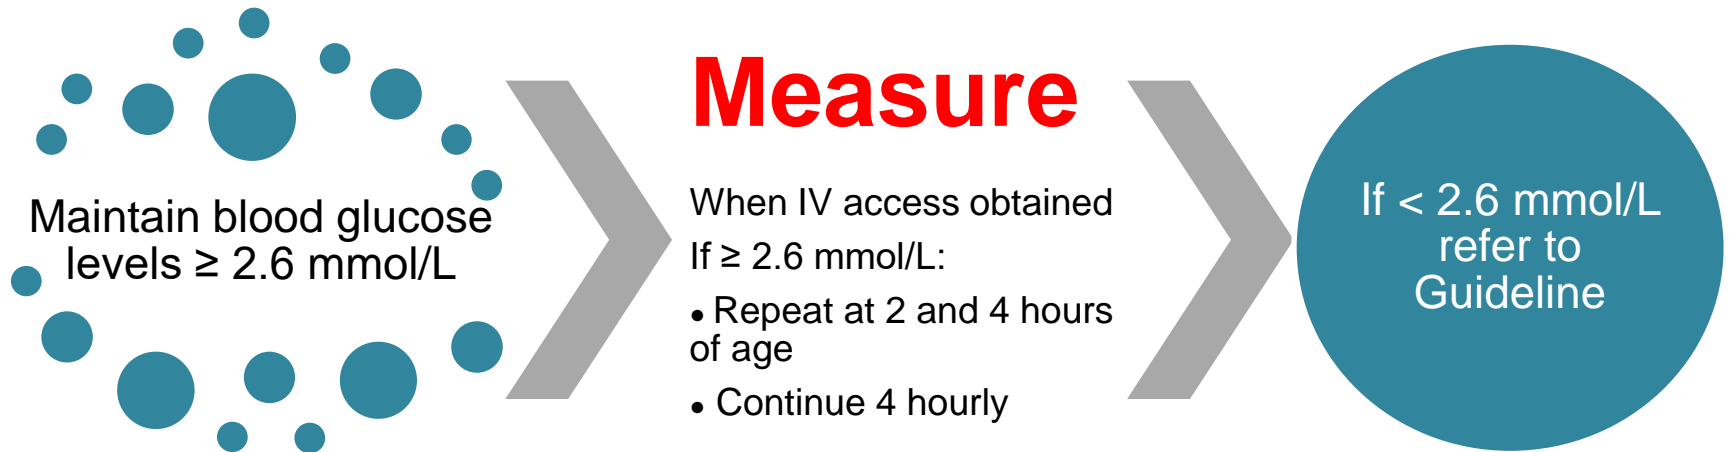 Maintain blood glucose
levels ≥ 2.6 mmol/L
Measure
When IV access obtained
If ≥ 2.6 mmol/L:
• Repeat at 2 and 4 hours
of age
• Continue 4 hourly
If < 2.6 mmol/L
refer to
Guideline